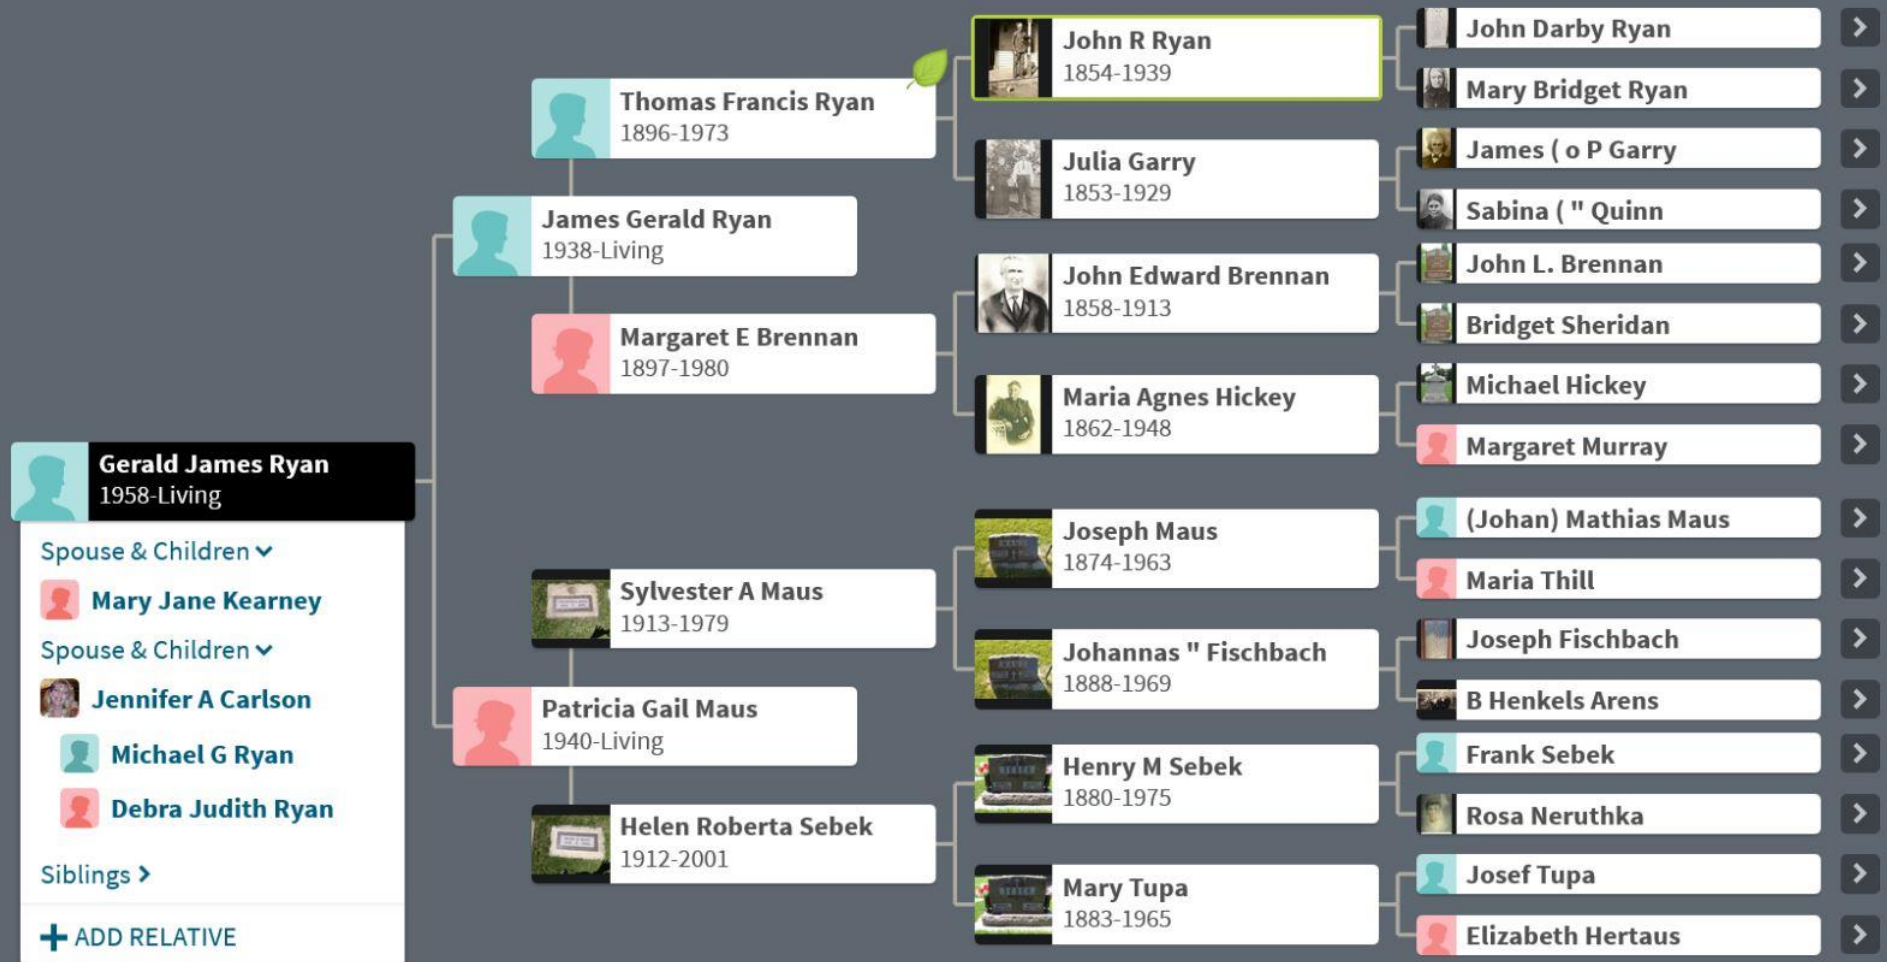 Gerald James Ryan
1958-Living
Spouse & Children
Mary Jane Kearney
Spouse & Children
Jennifer A Carlson
Michael G Ryan
Debra Judith Ryan
Siblings
ADD RELATIVE
James Gerald Ryan
1938-Living
Patricia Gail Maus
1940-Living
Thomas Francis Ryan
1896-1973
Margaret E Brennan
1897-1980
Sylvester A Maus
1913-1979
Helen Roberta Sebek
1912-2001
John R Ryan
1854-1939
Julia Garry
1853-1929
John Edward Brennan
1858-1913
Maria Agnes Hickey
1862-1948
Joseph Maus
1874-1963
Johannas " Fischbach
1888-1969
Henry M Sebek
1880-1975
Mary Tupa
1883-1965
John Darby Ryan
Mary Bridget Ryan
James ( o P Garry
Sabina ( " Quinn
John L. Brennan
Bridget Sheridan
Michael Hickey
Margaret Murray
(Johan) Mathias Maus
Maria Thill
Joseph Fischbach
B Henkels Arens
Frank Sebek
Rosa Neruthka
Josef Tupa
Elizabeth Hertaus